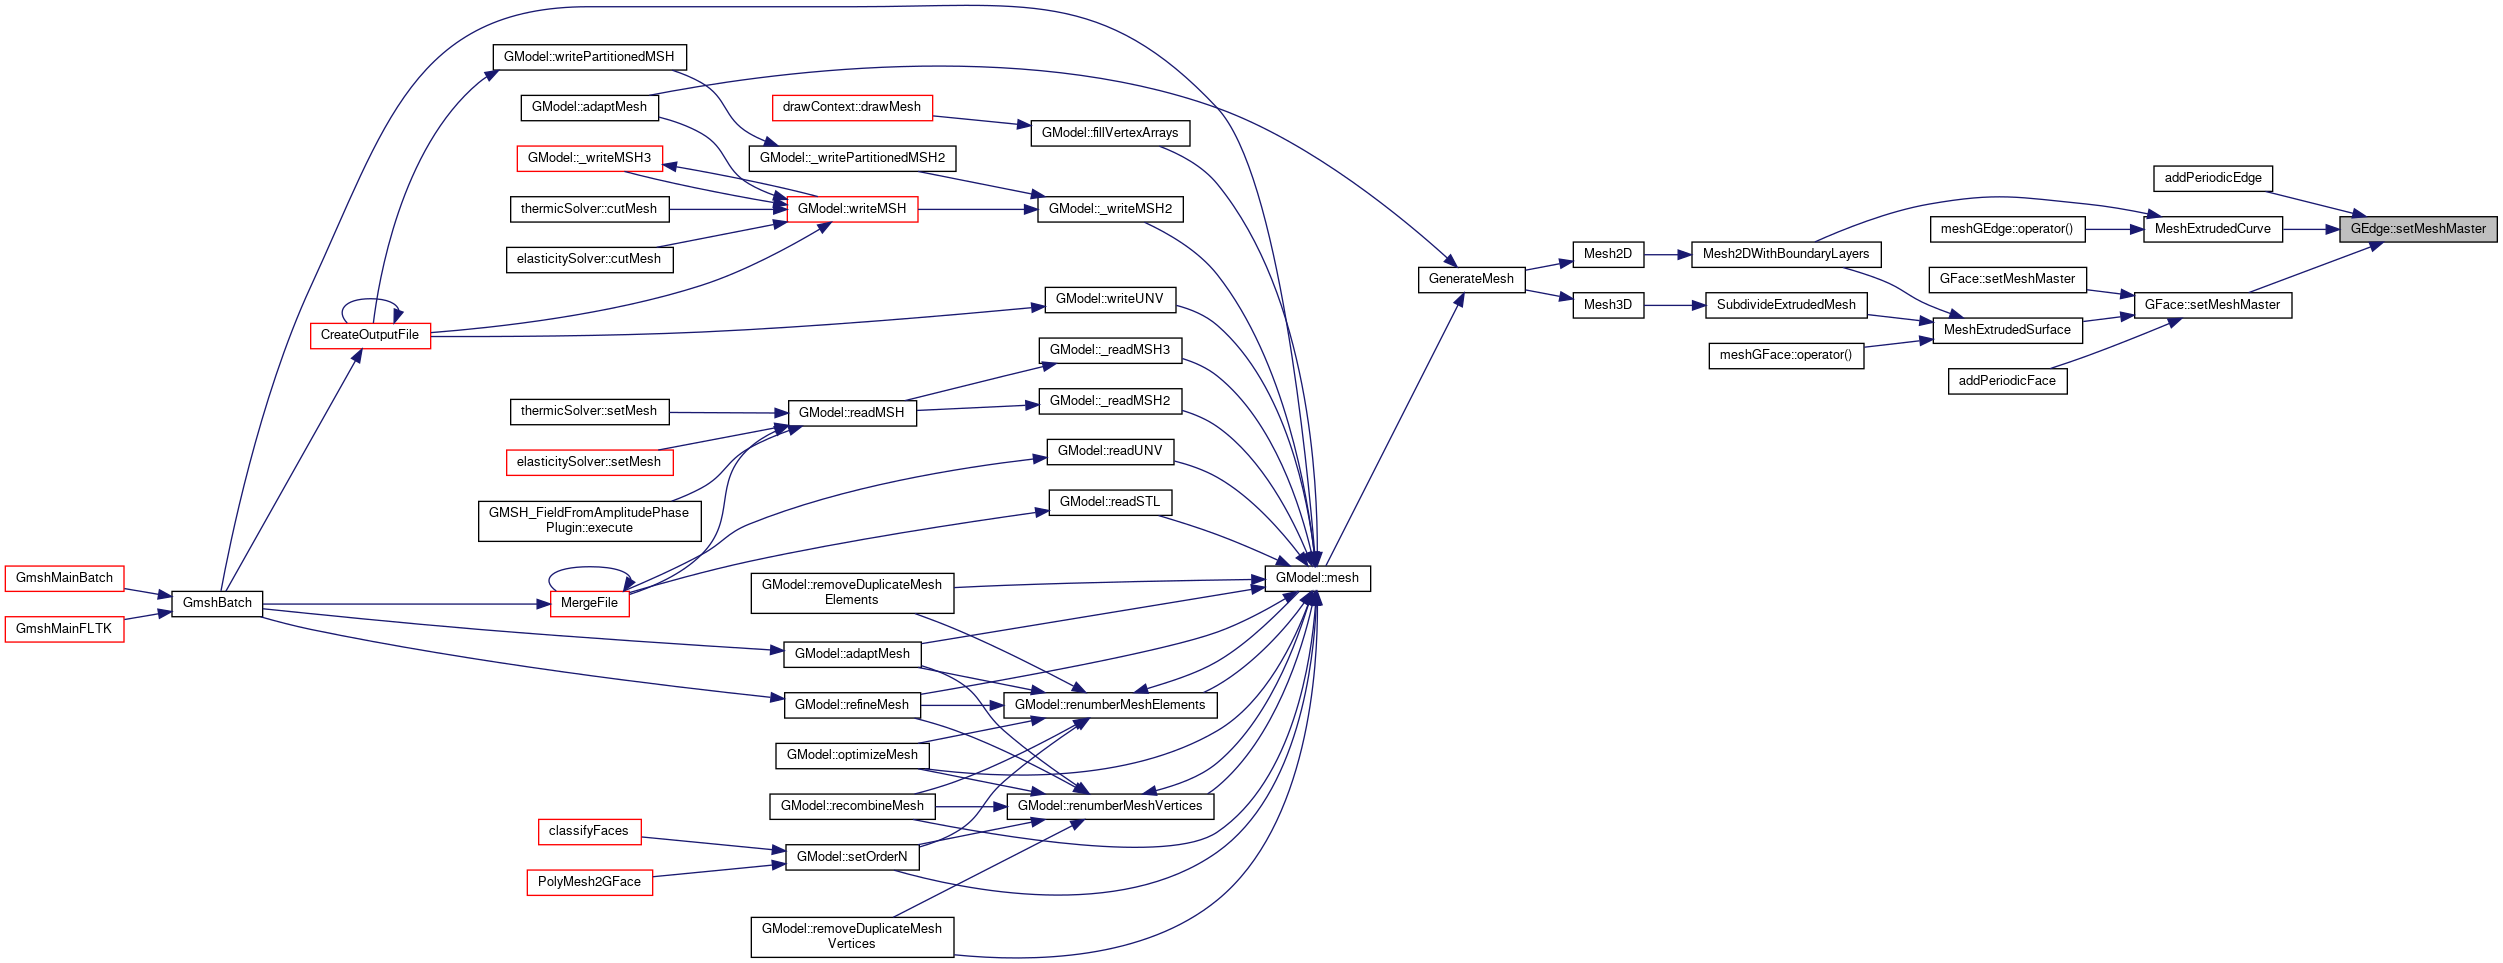 GModel::writePartitionedMSH
GModel::adaptMesh
drawContext::drawMesh
GModel::fillVertexArrays
GModel::_writeMSH3
GModel::_writePartitionedMSH2
addPeriodicEdge
thermicSolver::cutMesh
GModel::writeMSH
GModel::_writeMSH2
meshGEdge::operator()
MeshExtrudedCurve
GEdge::setMeshMaster
elasticitySolver::cutMesh
Mesh2D
Mesh2DWithBoundaryLayers
GenerateMesh
GFace::setMeshMaster
GModel::writeUNV
Mesh3D
SubdivideExtrudedMesh
GFace::setMeshMaster
CreateOutputFile
MeshExtrudedSurface
GModel::_readMSH3
meshGFace::operator()
addPeriodicFace
thermicSolver::setMesh
GModel::readMSH
GModel::_readMSH2
elasticitySolver::setMesh
GModel::readUNV
GModel::readSTL
GMSH_FieldFromAmplitudePhase
Plugin::execute
GmshMainBatch
GModel::removeDuplicateMesh
Elements
GModel::mesh
GmshBatch
MergeFile
GmshMainFLTK
GModel::adaptMesh
GModel::refineMesh
GModel::renumberMeshElements
GModel::optimizeMesh
GModel::recombineMesh
GModel::renumberMeshVertices
classifyFaces
GModel::setOrderN
PolyMesh2GFace
GModel::removeDuplicateMesh
Vertices